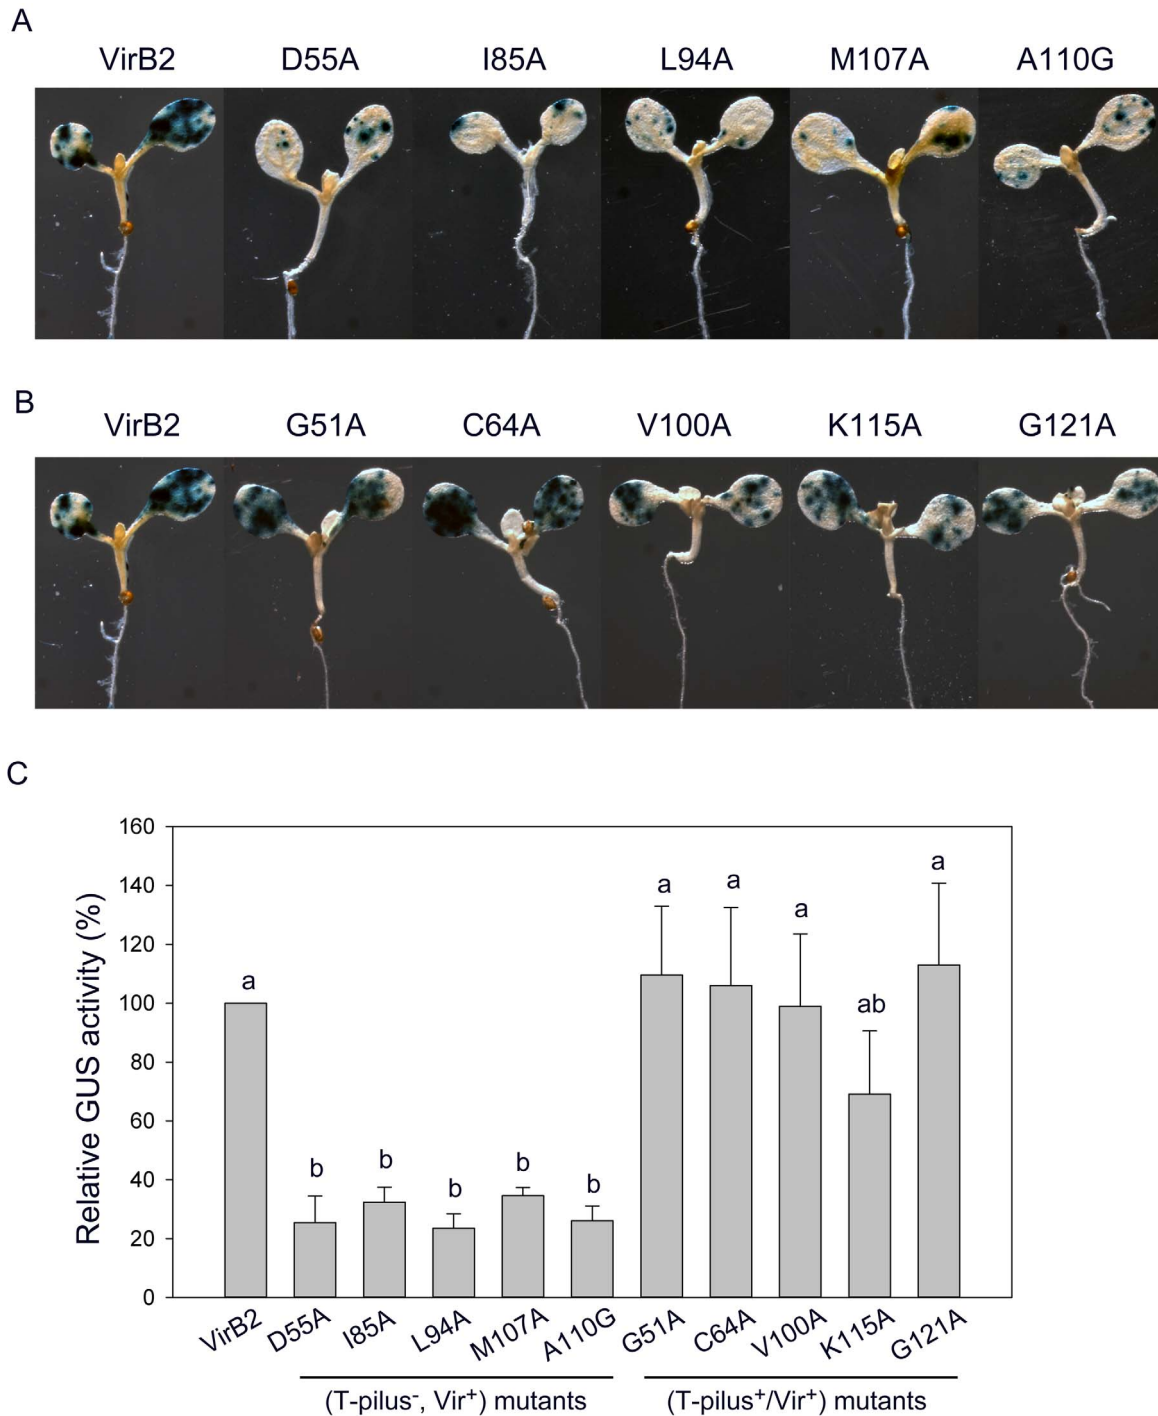 A
VirB2 D55A I85A L94A M107A A110G
B
VirB2 G51A C64A V100A K115A G121A
C
Relative GUS activity (%)
160
140
120
100
80
60
40
20
0
a b b b b b a a a ab a
VirB2 D55A I85A L94A M107A A110G G51A C64A V100A K115A G121A
(T-pilus⁻, Vir⁺) mutants (T-pilus⁺/Vir⁺) mutants